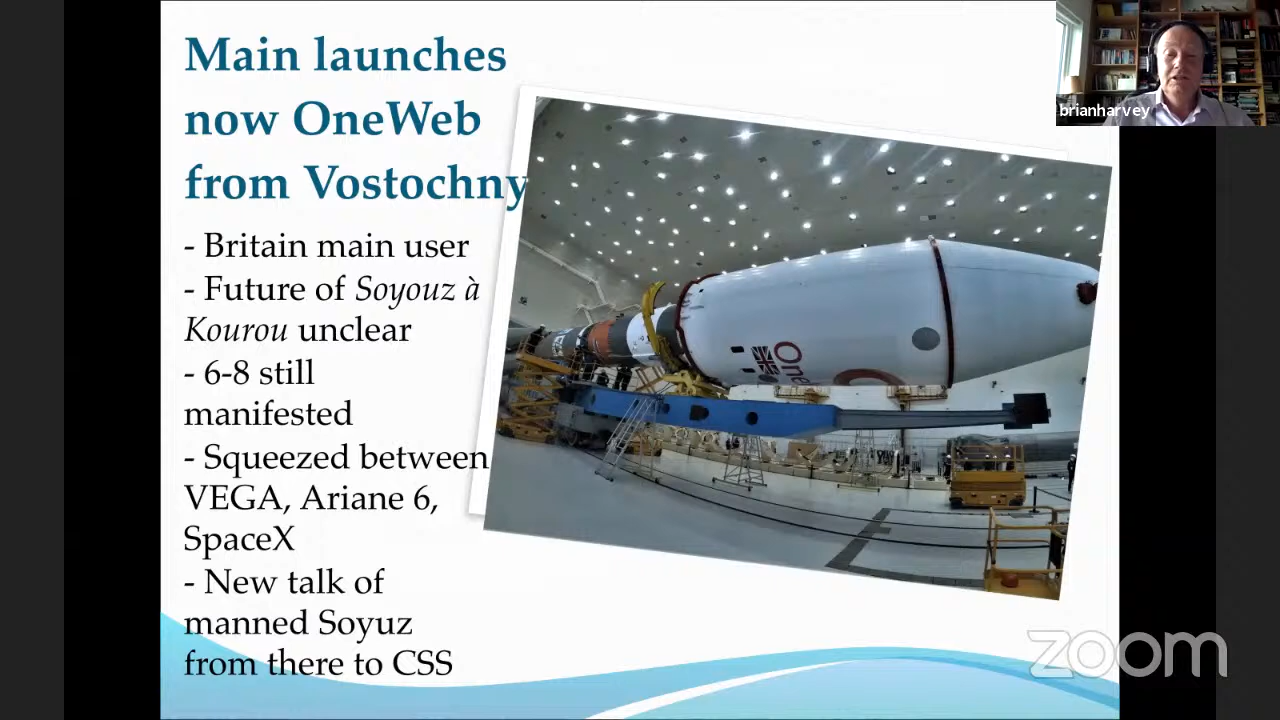 Main launches
now OneWeb
from Vostochny
- Britain main user
- Future of Soyouz à
Kourou unclear
- 6-8 still
manifested
- Squeezed between
VEGA, Ariane 6,
SpaceX
- New talk of
manned Soyuz
from there to CSS
One
brianharvey
zoom